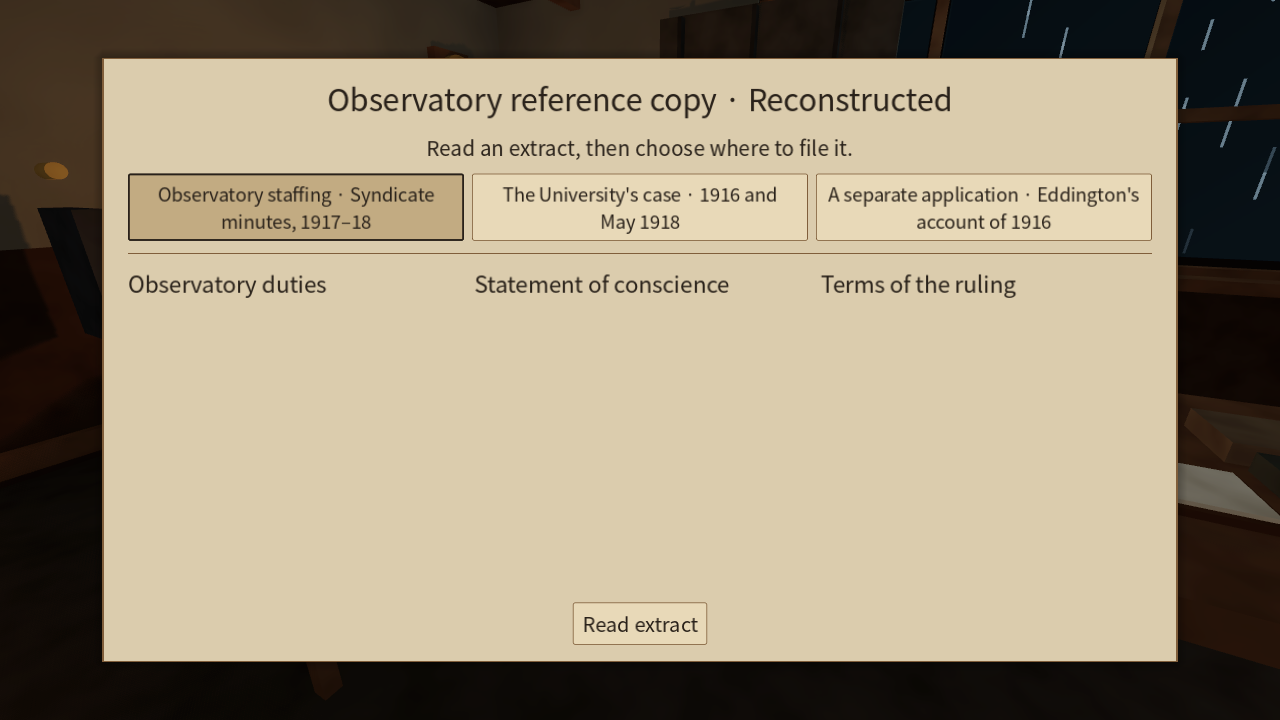 Observatory reference copy · Reconstructed
Read an extract, then choose where to file it.
Observatory staffing · Syndicate
minutes, 1917–18
The University's case · 1916 and
May 1918
A separate application · Eddington's
account of 1916
Observatory duties
Statement of conscience
Terms of the ruling
Read extract